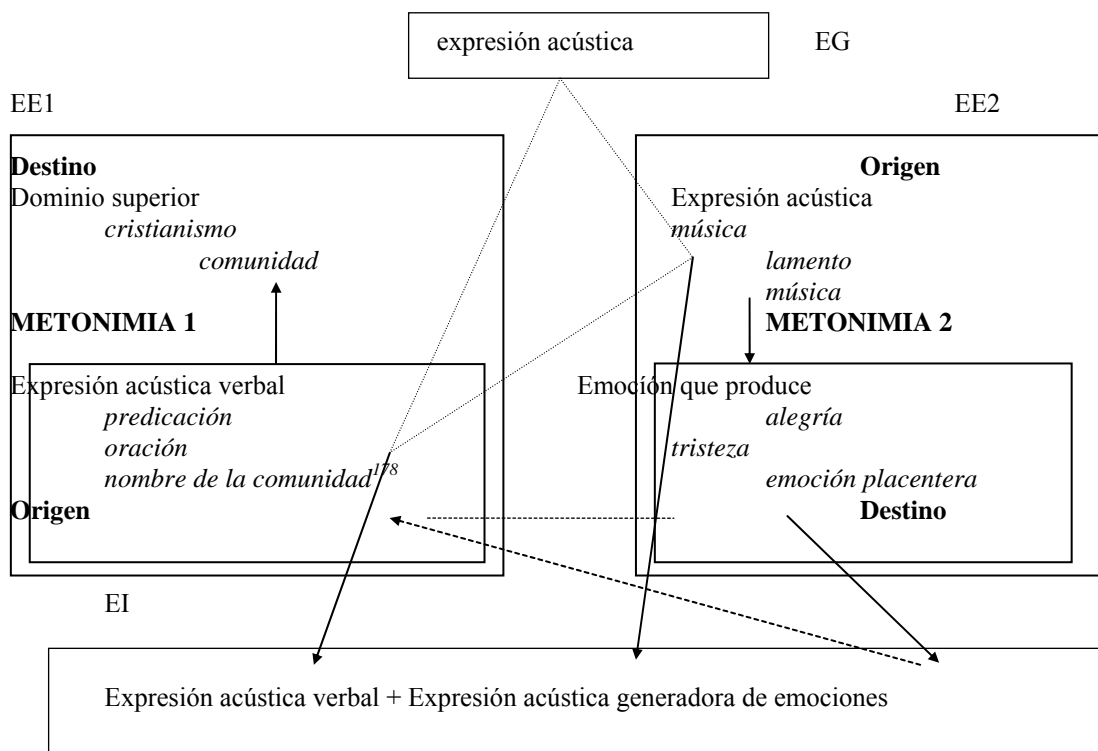 expresión acústica EG
EE1 EE2
Destino Origen
Dominio superior Expresión acústica
cristianismo música
comunidad lamento
música
METONIMIA 1 METONIMIA 2
Expresión acústica verbal Emocíón que produce
predicación alegría
oración tristeza
nombre de la comunidad178 emoción placentera
Origen Destino
EI
Expresión acústica verbal + Expresión acústica generadora de emociones